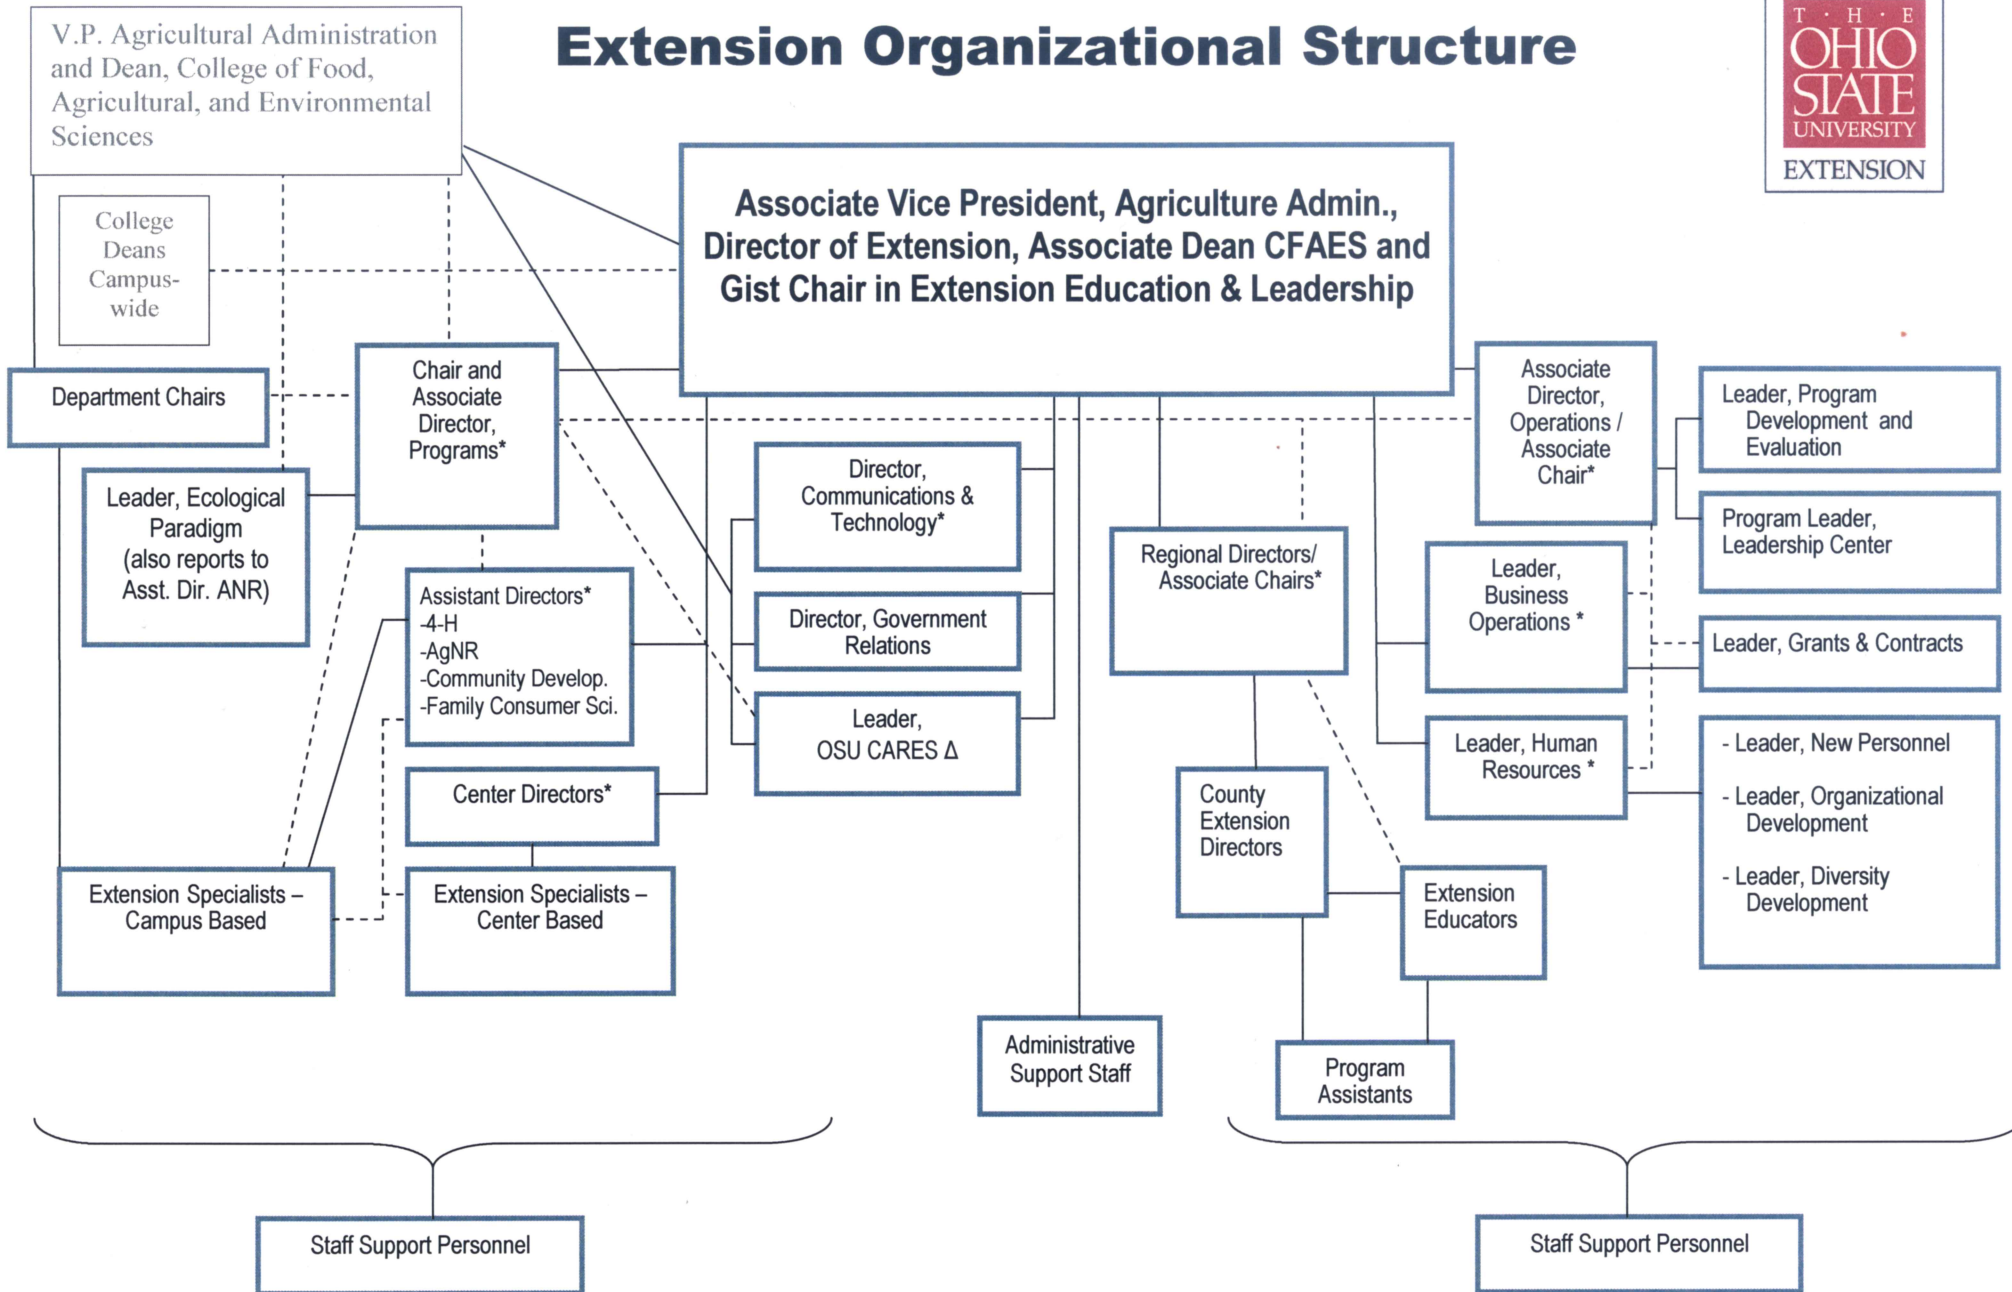 Extension Organizational Structure
T · H · E
OHIO
STATE
UNIVERSITY
EXTENSION
V.P. Agricultural Administration
and Dean, College of Food,
Agricultural, and Environmental
Sciences
College
Deans
Campus-
wide
Associate Vice President, Agriculture Admin.,
Director of Extension, Associate Dean CFAES and
Gist Chair in Extension Education & Leadership
Department Chairs
Chair and
Associate
Director,
Programs*
Leader, Ecological
Paradigm
(also reports to
Asst. Dir. ANR)
Assistant Directors*
-4-H
-AgNR
-Community Develop.
-Family Consumer Sci.
Center Directors*
Extension Specialists –
Campus Based
Extension Specialists –
Center Based
Director,
Communications &
Technology*
Director, Government
Relations
Leader,
OSU CARES Δ
Administrative
Support Staff
Regional Directors/
Associate Chairs*
County
Extension
Directors
Extension
Educators
Program
Assistants
Associate
Director,
Operations /
Associate
Chair*
Leader,
Business
Operations *
Leader, Human
Resources *
Leader, Program
Development and
Evaluation
Program Leader,
Leadership Center
Leader, Grants & Contracts
- Leader, New Personnel
- Leader, Organizational
Development
- Leader, Diversity
Development
Staff Support Personnel
Staff Support Personnel